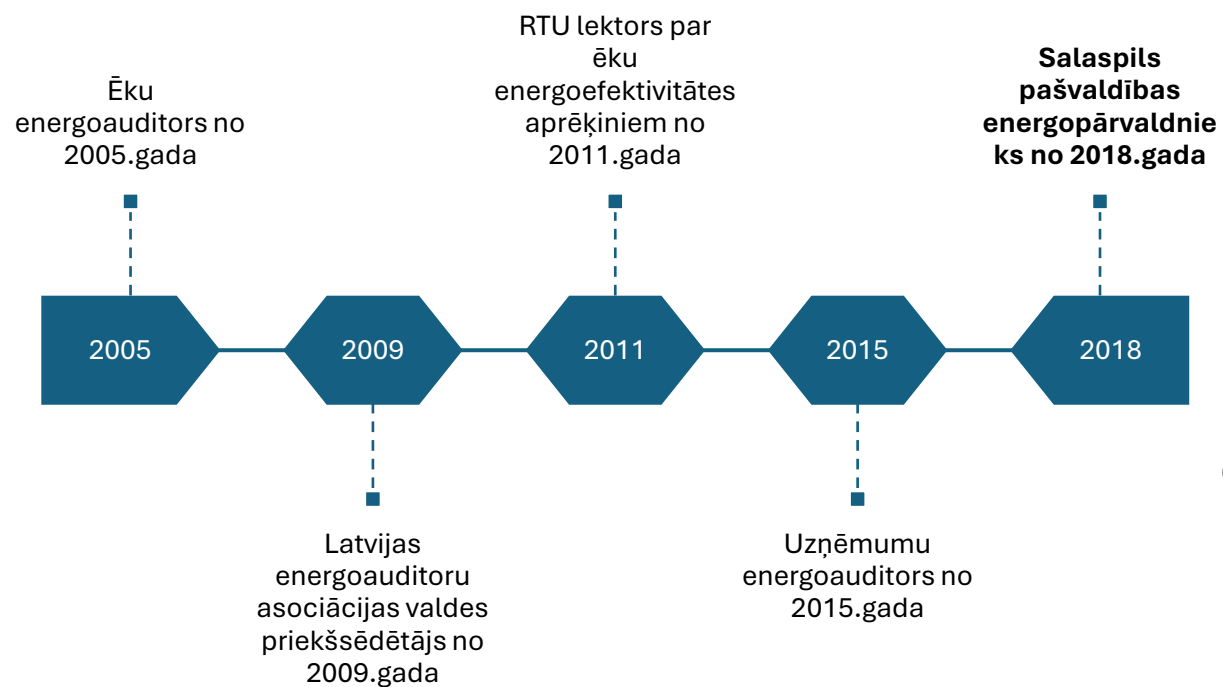 Ēku
energoauditors no
2005.gada
RTU lektors par
ēku
energoefektivitātes
aprēķiniem no
2011.gada
Salaspils
pašvaldības
energopārvaldnie
ks no 2018.gada
2005
2009
2011
2015
2018
Latvijas
energoauditoru
asociācijas valdes
priekšsēdētājs no
2009.gada
Uzņēmumu
energoauditors no
2015.gada